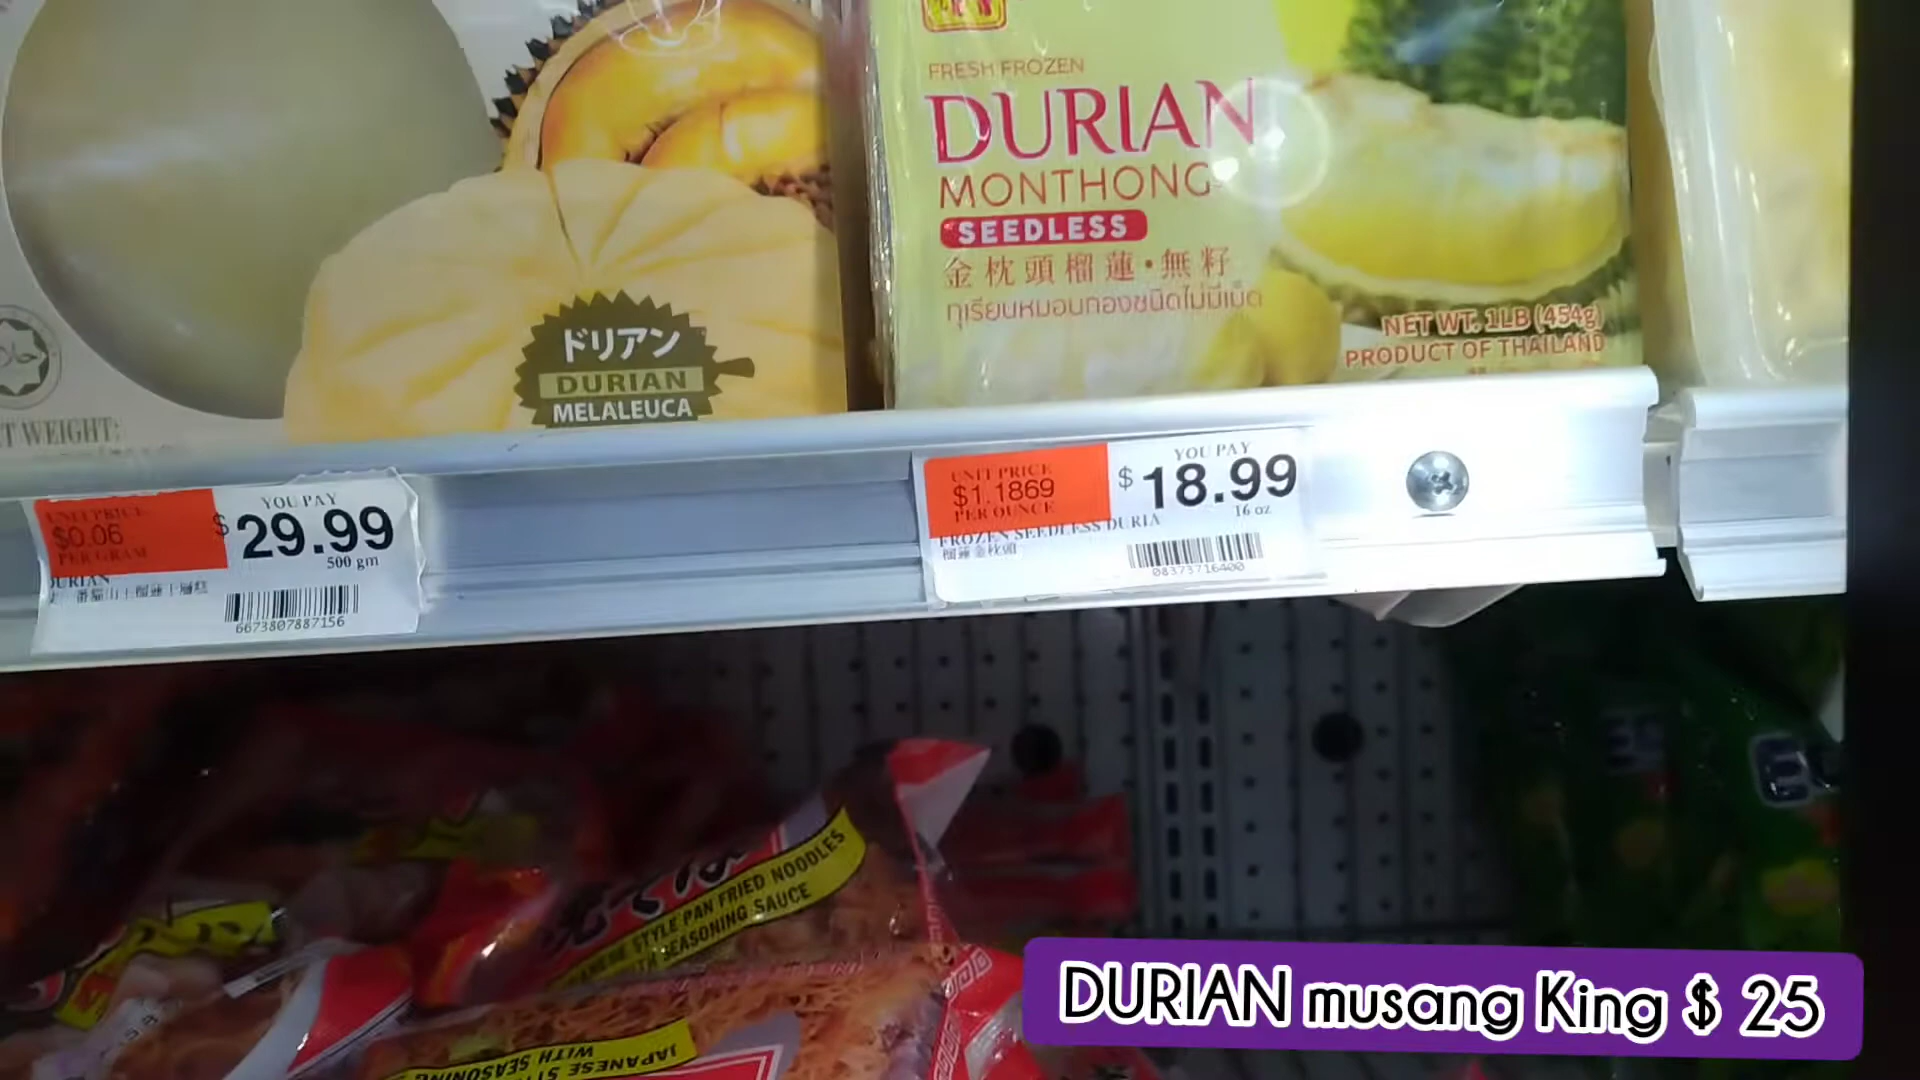 FRESH FROZEN
DURIAN
MONTHONG
SEEDLESS
金枕頭榴蓮・無籽
ทุเรียนหมอนทองชนิดไม่มีเม็ด
NET WT. 1LB (454g)
PRODUCT OF THAILAND
ドリアン
DURIAN
MELALEUCA
T WEIGHT:
UNIT PRICE
$0.06
PER GRAM
YOU PAY
$29.99
500 gm
DURIAN
6673807887156
UNIT PRICE
$1.1869
PER OUNCE
YOU PAY
$18.99
16 oz
FROZEN SEEDLESS DURIA
榴蓮金枕頭
08373716400
STYLE PAN FRIED NOODLES
SEASONING SAUCE
JAPANESE
WITH SEASONING
DURIAN musang King $ 25